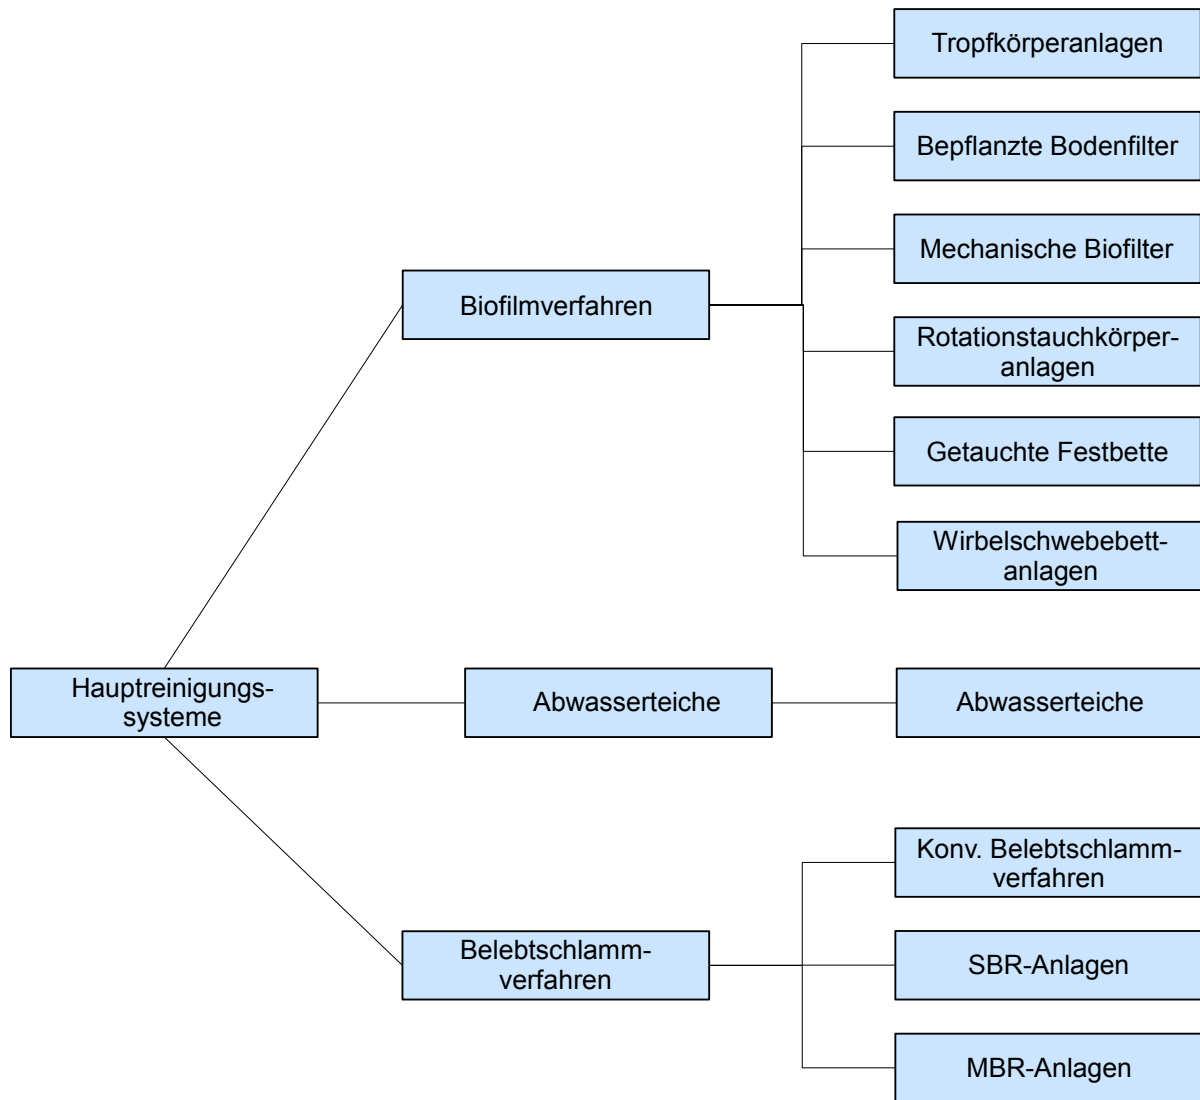 Tropfkörperanlagen
Bepflanzte Bodenfilter
Mechanische Biofilter
Biofilmverfahren
Rotationstauchkörper-
anlagen
Getauchte Festbette
Wirbelschwebebett-
anlagen
Hauptreinigungs-
systeme
Abwasserteiche
Abwasserteiche
Konv. Belebtschlamm-
verfahren
Belebtschlamm-
verfahren
SBR-Anlagen
MBR-Anlagen